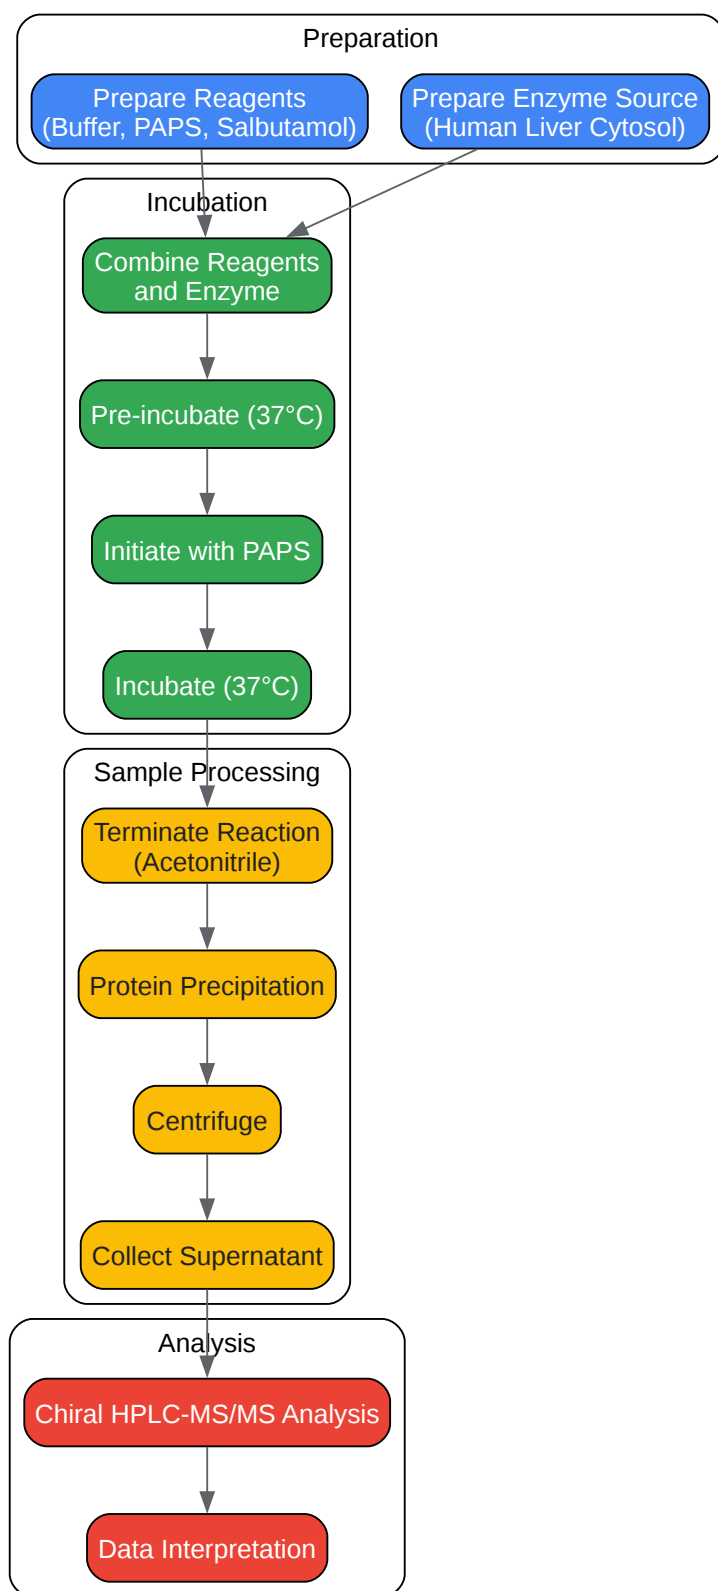 Preparation
Prepare Reagents
(Buffer, PAPS, Salbutamol)
Prepare Enzyme Source
(Human Liver Cytosol)
Incubation
Combine Reagents
and Enzyme
Pre-incubate (37°C)
Initiate with PAPS
Incubate (37°C)
Sample Processing
Terminate Reaction
(Acetonitrile)
Protein Precipitation
Centrifuge
Collect Supernatant
Analysis
Chiral HPLC-MS/MS Analysis
Data Interpretation